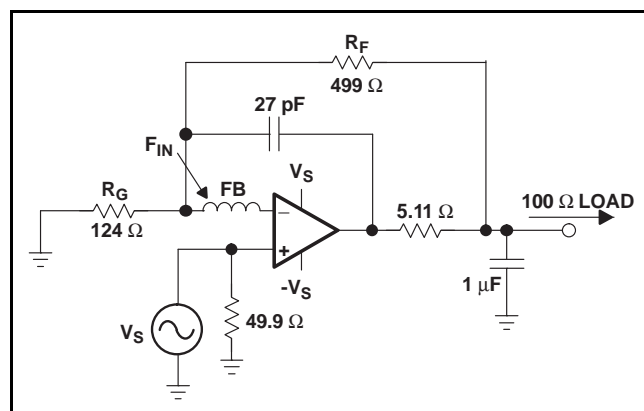 R_F
499 Ω
27 pF
F_IN
V_S
R_G
FB
124 Ω
5.11 Ω
100 Ω LOAD
–
+
-V_S
1 μF
49.9 Ω
V_S